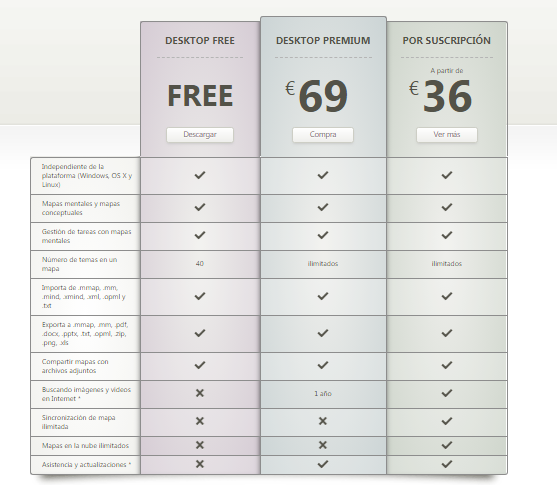 DESKTOP FREE
DESKTOP PREMIUM
POR SUSCRIPCIÓN
A partir de
FREE
€69
€36
Descargar
Compra
Ver más
Independiente de la
plataforma (Windows, OS X y
Linux)
Mapas mentales y mapas
conceptuales
Gestión de tareas con mapas
mentales
Número de temas en un
mapa
40
ilimitados
ilimitados
Importa de .mmap, .mm,
.mind, .xmind, .xml, .opml y
.txt
Exporta a .mmap, .mm, .pdf,
.docx, .pptx, .txt, .opml, .zip,
.png, .xls
Compartir mapas con
archivos adjuntos
Buscando imágenes y videos
en Internet *
1 año
Sincronización de mapa
ilimitada
Mapas en la nube ilimitados
Asistencia y actualizaciones *